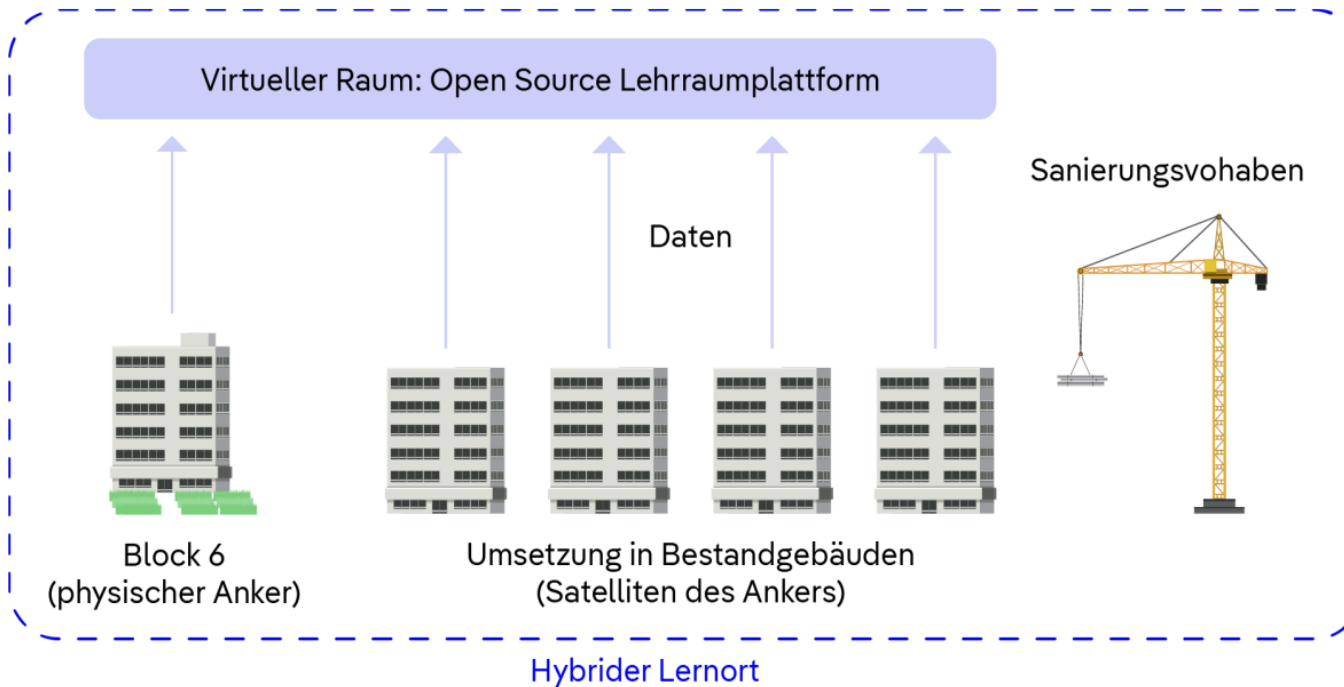 Virtueller Raum: Open Source Lehrraumplattform
Sanierungsvohaben
Daten
Block 6
(physischer Anker)
Umsetzung in Bestandgebäuden
(Satelliten des Ankers)
Hybrider Lernort